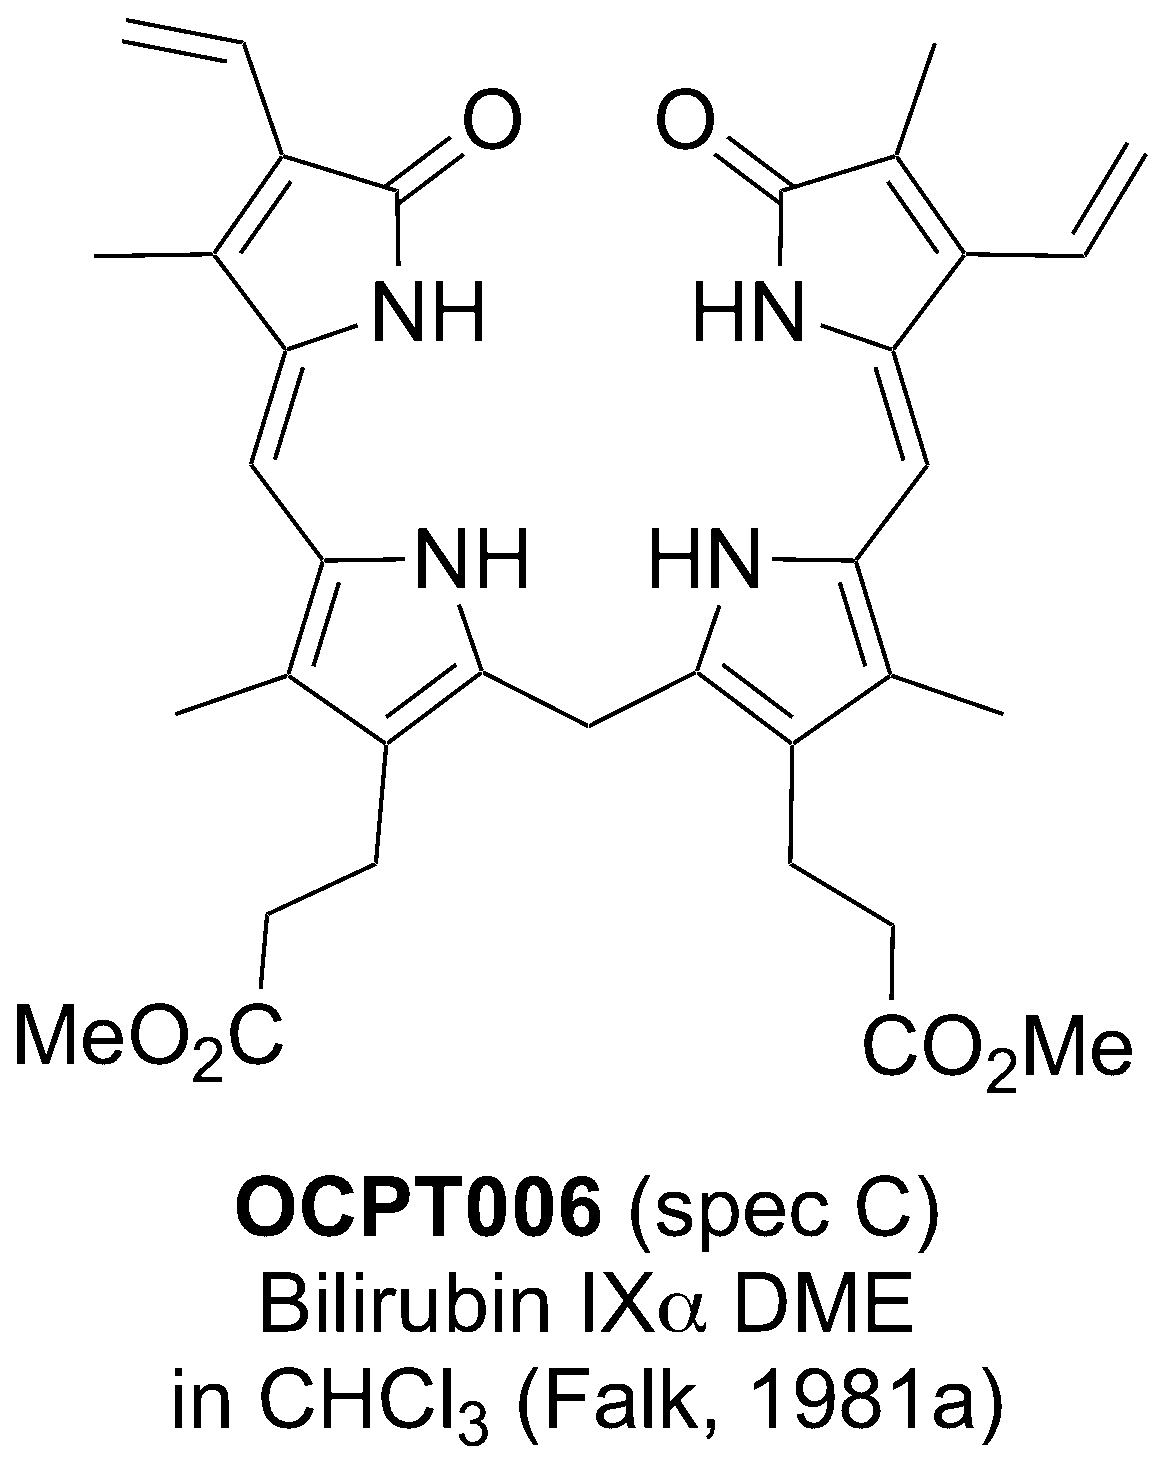 O O
NH HN
NH HN
MeO2C CO2Me
OCPT006 (spec C)
Bilirubin IXα DME
in CHCl3 (Falk, 1981a)